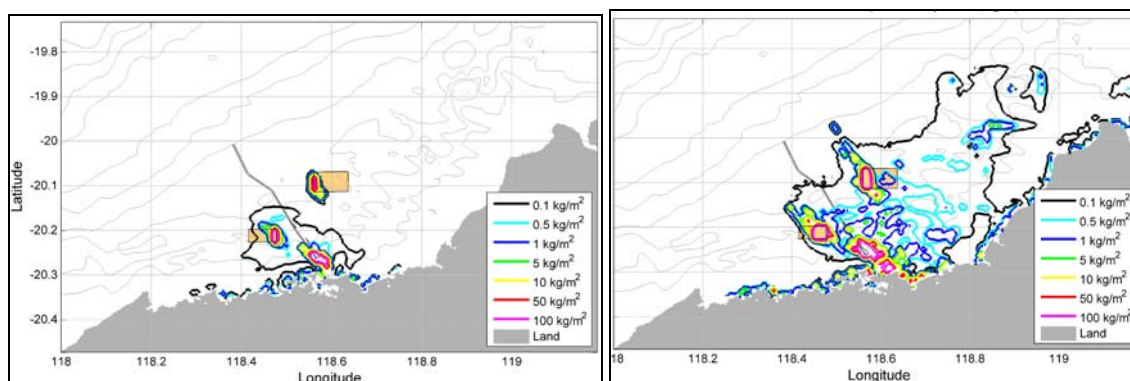 -19.8
-19.9
-20
-20.1
-20.2
-20.3
-20.4
Latitude
118
118.2
118.4
118.6
118.8
119
Longitude
0.1 kg/m²
0.5 kg/m²
1 kg/m²
5 kg/m²
10 kg/m²
50 kg/m²
100 kg/m²
Land
18
118.2
118.4
118.6
118.8
119
Longitude
0.1 kg/m²
0.5 kg/m²
1 kg/m²
5 kg/m²
10 kg/m²
50 kg/m²
100 kg/m²
Land